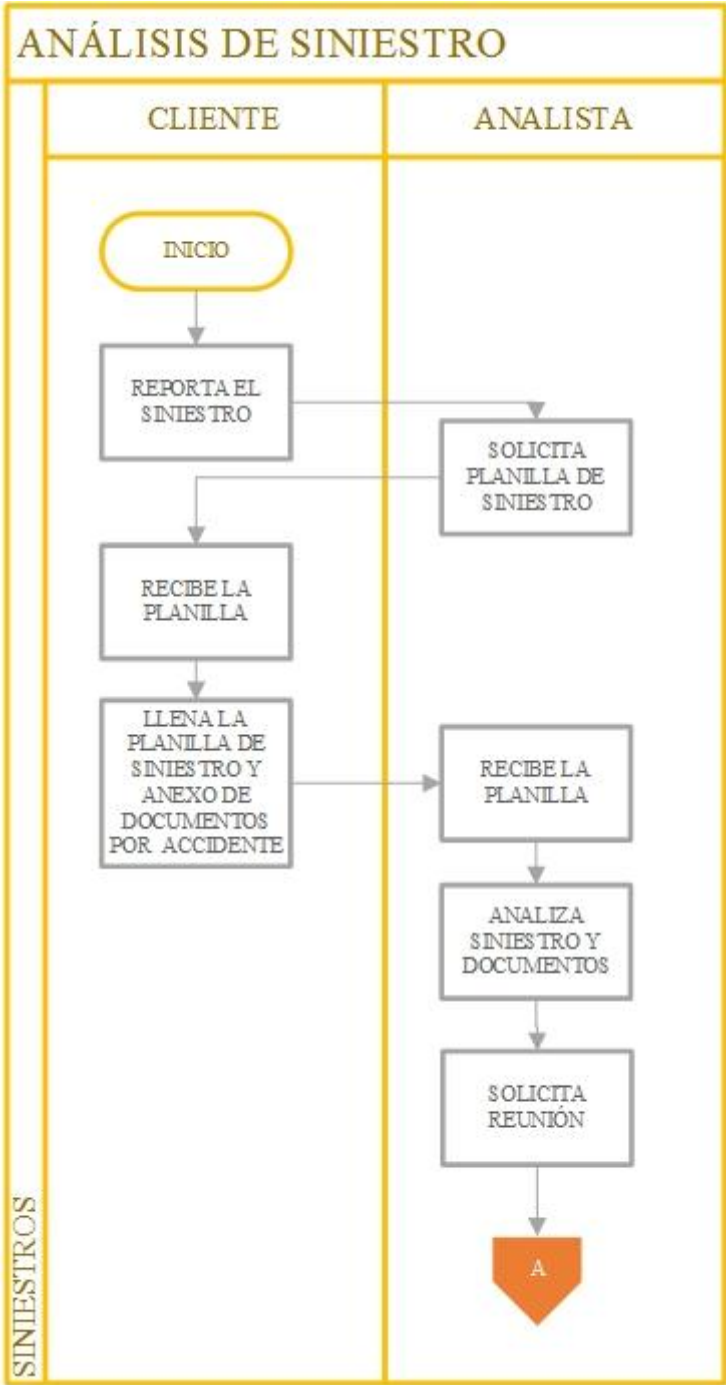 ANÁLISIS DE SINIESTRO
CLIENTE
ANALISTA
INICIO
REPORTA EL
SINIESTRO
SOLICITA
PLANILLA DE
SINIESTRO
RECIBE LA
PLANILLA
LLENA LA
PLANILLA DE
SINIESTRO Y
ANEXO DE
DOCUMENTOS
POR ACCIDENTE
RECIBE LA
PLANILLA
ANALIZA
SINIESTRO Y
DOCUMENTOS
SOLICITA
REUNIÓN
A
SINIESTROS